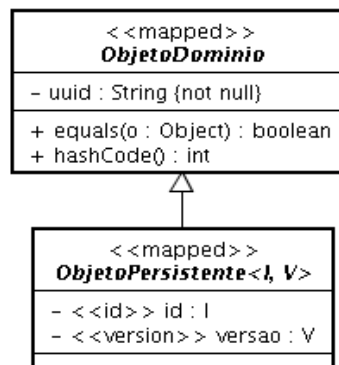 <<mapped>>
ObjetoDominio
- uuid : String {not null}
+ equals(o : Object) : boolean
+ hashCode() : int
<<mapped>>
ObjetoPersistente<I, V>
- <<id>> id : I
- <<version>> versao : V